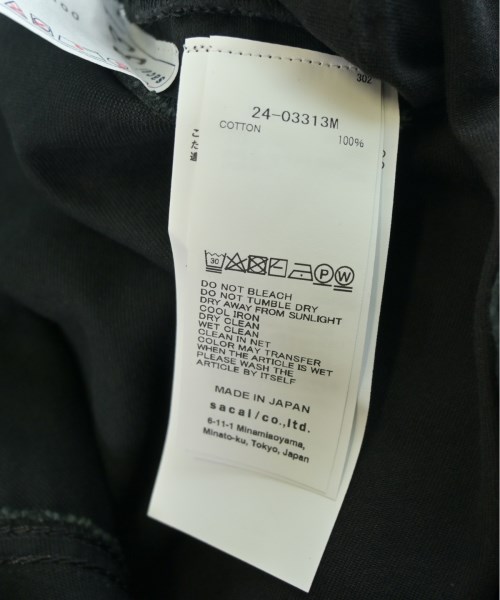 302
24-03313M
COTTON 100%
30
P W
DO NOT BLEACH
DO NOT TUMBLE DRY
DRY AWAY FROM SUNLIGHT
COOL IRON
DRY CLEAN
WET CLEAN
CLEAN IN NET
COLOR MAY TRANSFER
WHEN THE ARTICLE IS WET
PLEASE WASH THE
ARTICLE BY ITSELF
MADE IN JAPAN
sacai/co.,ltd.
6-11-1 Minamiaoyama,
Minato-ku, Tokyo, Japan